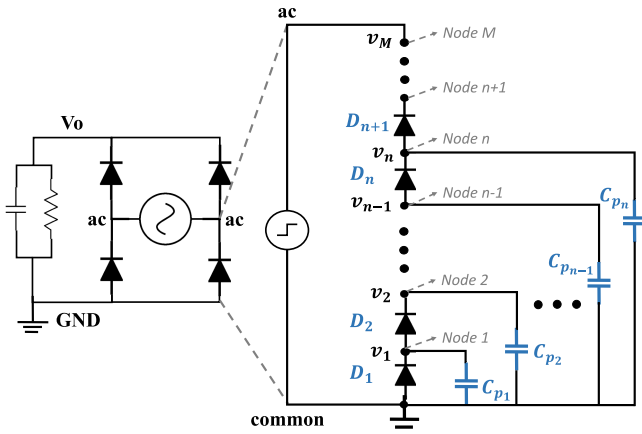 ac
v_M
Node M
Node n+1
D_{n+1}
Node n
v_n
D_n
Node n-1
v_{n-1}
C_{p_n}
C_{p_{n-1}}
Vo
ac
ac
GND
Node 2
v_2
D_2
Node 1
v_1
D_1
C_{p_2}
C_{p_1}
common